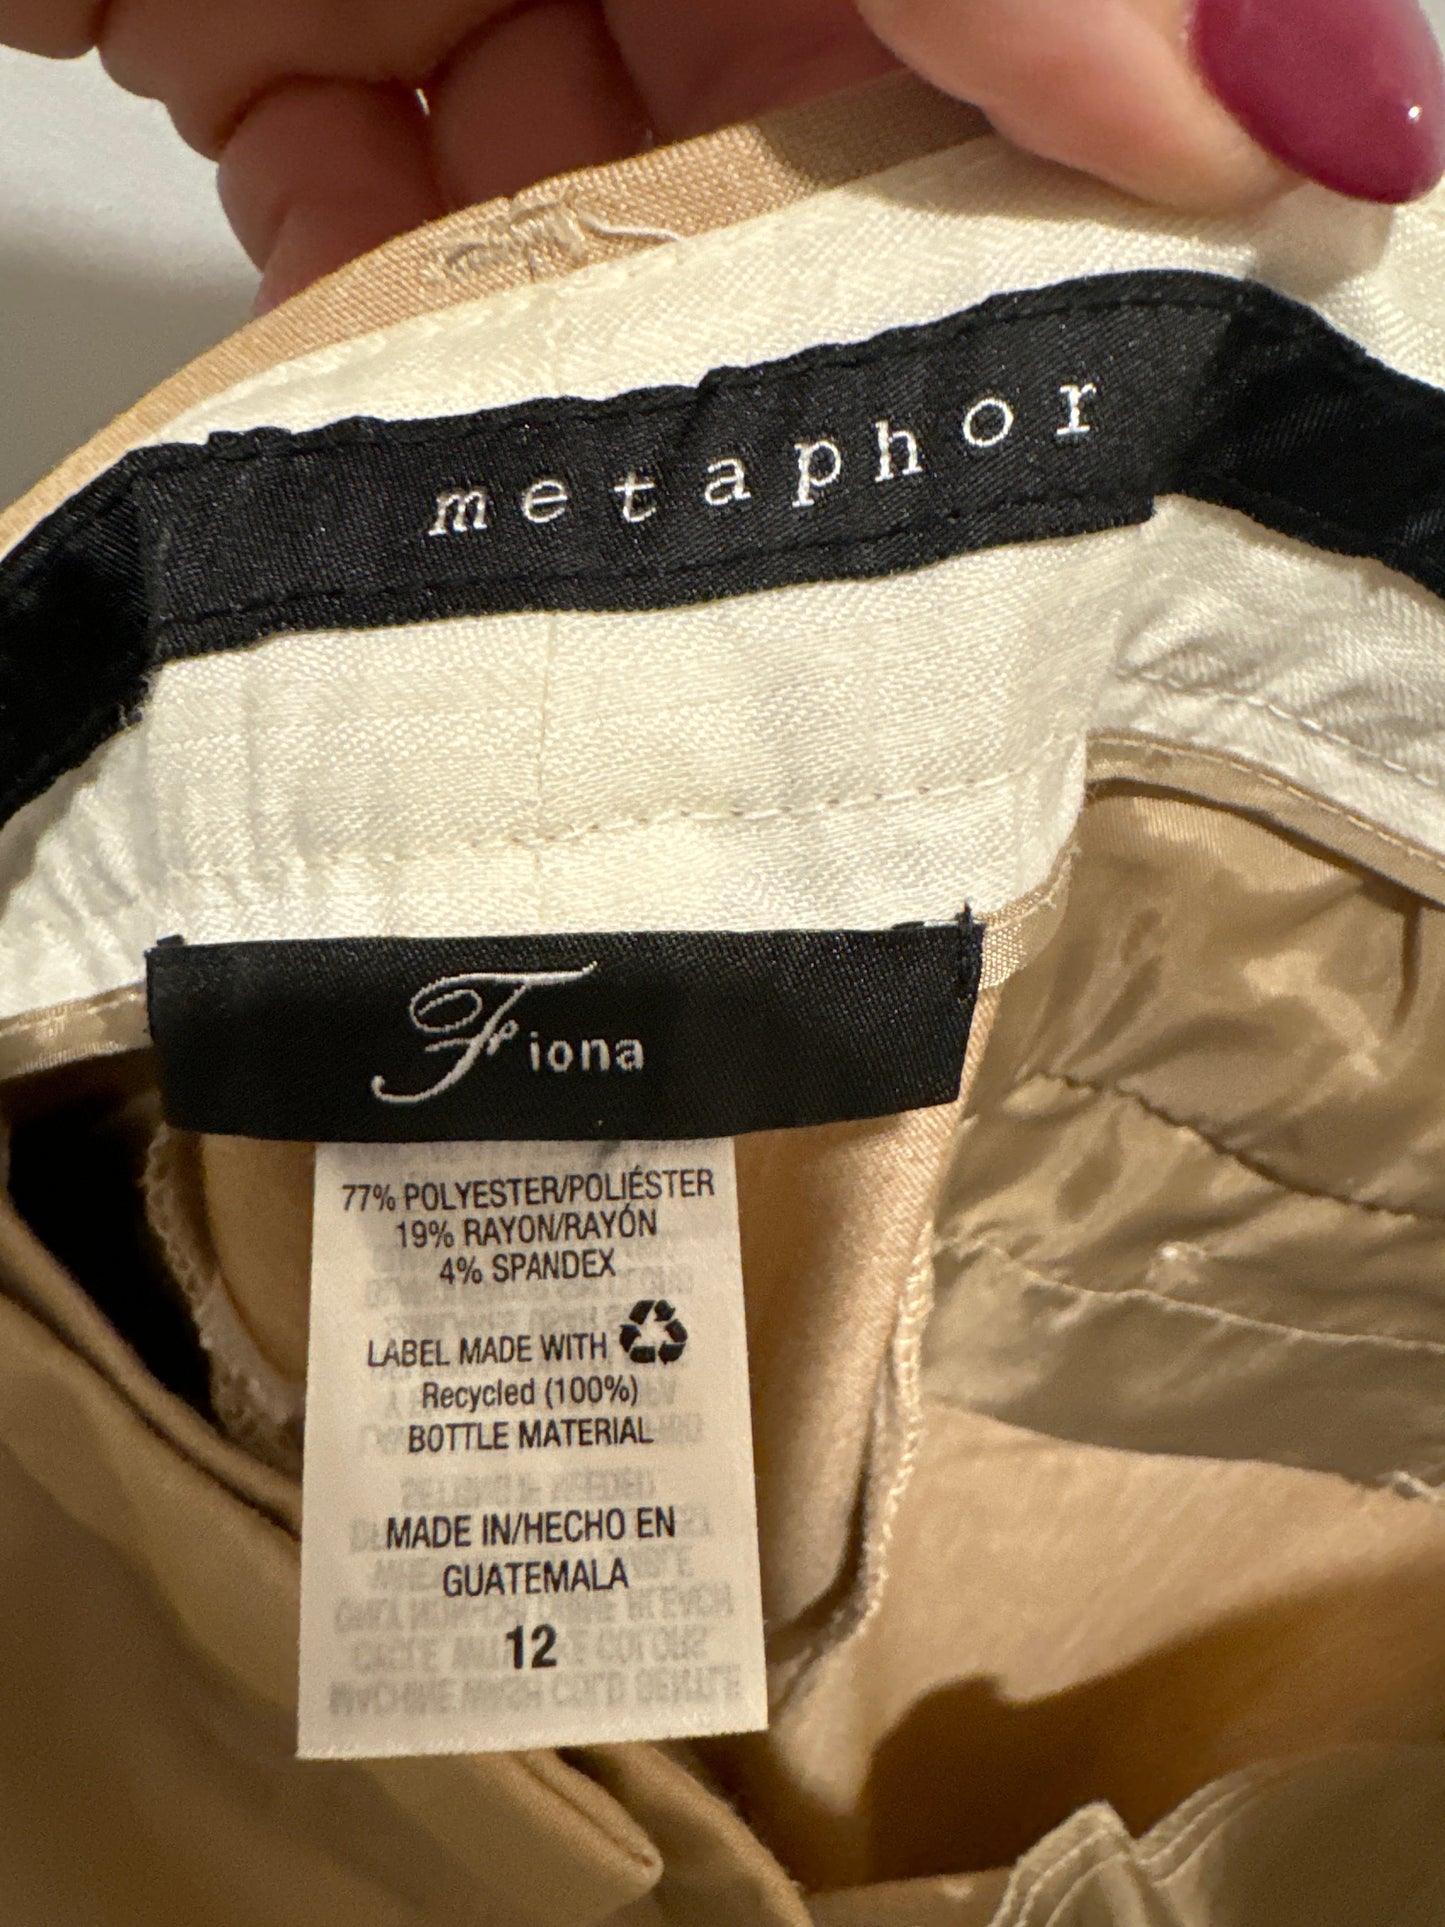 metaphor
Fiona
77% POLYESTER/POLIÉSTER
19% RAYON/RAYÓN
4% SPANDEX
LABEL MADE WITH
Recycled (100%)
BOTTLE MATERIAL
MADE IN/HECHO EN
GUATEMALA
12